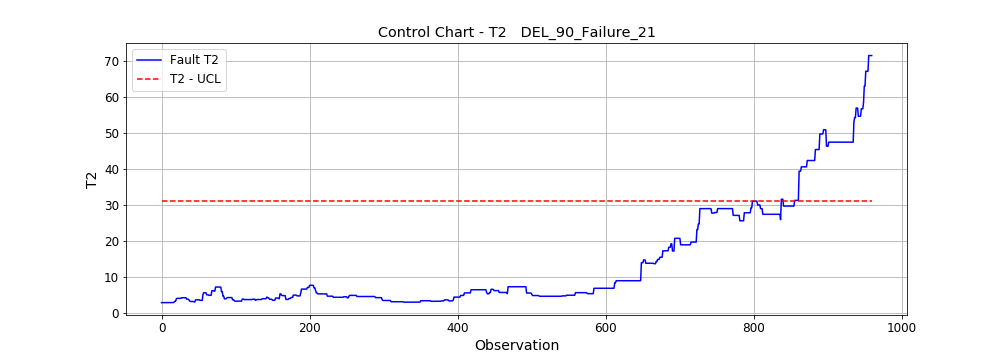 Control Chart - T2   DEL_90_Failure_21
Fault T2
T2 - UCL
T2
70
60
50
40
30
20
10
0
0 200 400 600 800 1000
Observation